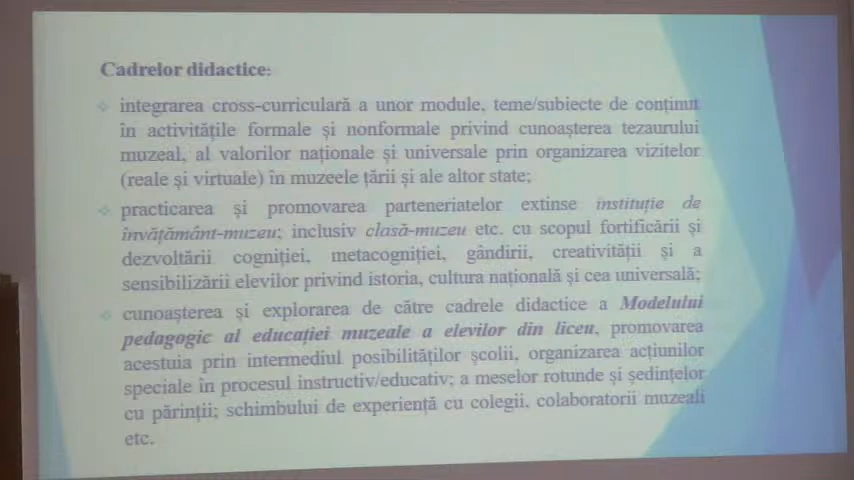 Cadrelor didactice:
integrarea cross-curriculară a unor module, teme/subiecte de conținut
în activitățile formale și nonformale privind cunoașterea tezaurului
muzeal, al valorilor naționale și universale prin organizarea vizitelor
(reale și virtuale) în muzeele țării și ale altor state;
practicarea și promovarea parteneriatelor extinse instituție de
învățământ-muzeu; inclusiv clasă-muzeu etc. cu scopul fortificării și
dezvoltării cogniției, metacogniției, gândirii, creativității și a
sensibilizării elevilor privind istoria, cultura națională și cea universală;
cunoașterea și explorarea de către cadrele didactice a Modelului
pedagogic al educației muzeale a elevilor din liceu, promovarea
acestuia prin intermediul posibilităților școlii, organizarea acțiunilor
speciale în procesul instructiv/educativ; a meselor rotunde și ședințelor
cu părinții; schimbului de experiență cu colegii, colaboratorii muzeali
etc.